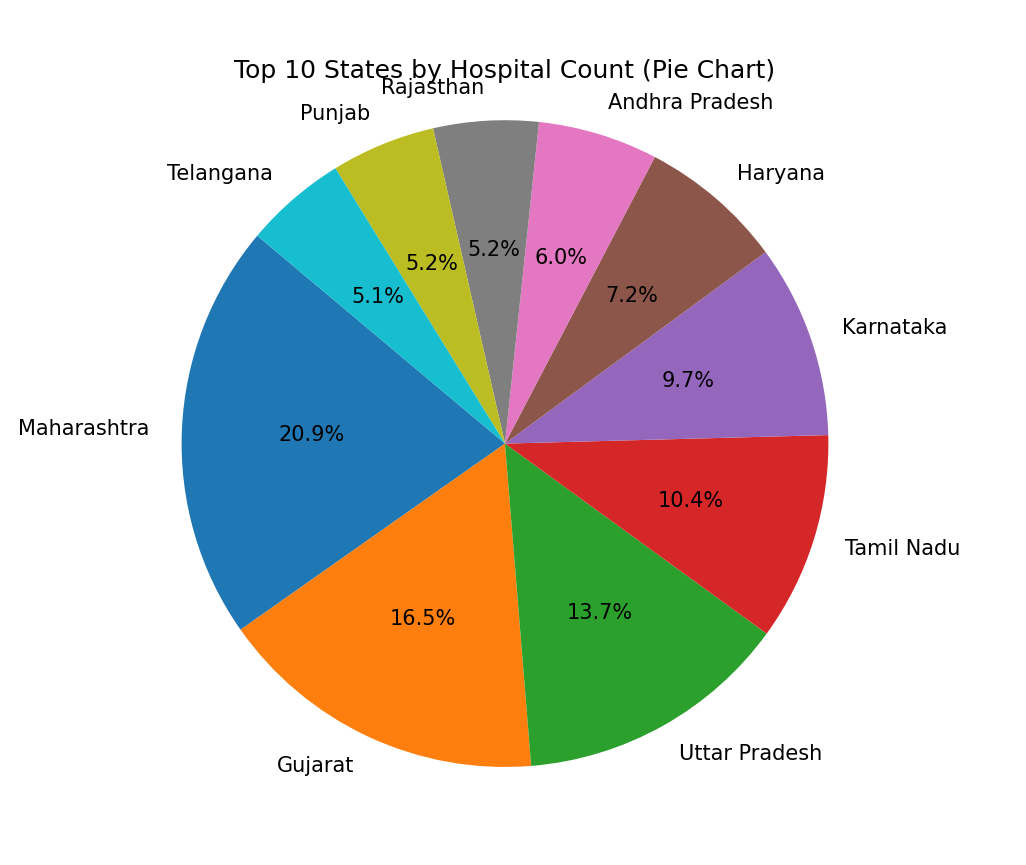 Top 10 States by Hospital Count (Pie Chart)
Rajasthan
Andhra Pradesh
Punjab
Telangana
Haryana
5.2%
6.0%
5.2%
5.1%
7.2%
Karnataka
9.7%
Maharashtra
20.9%
10.4%
Tamil Nadu
16.5%
13.7%
Uttar Pradesh
Gujarat